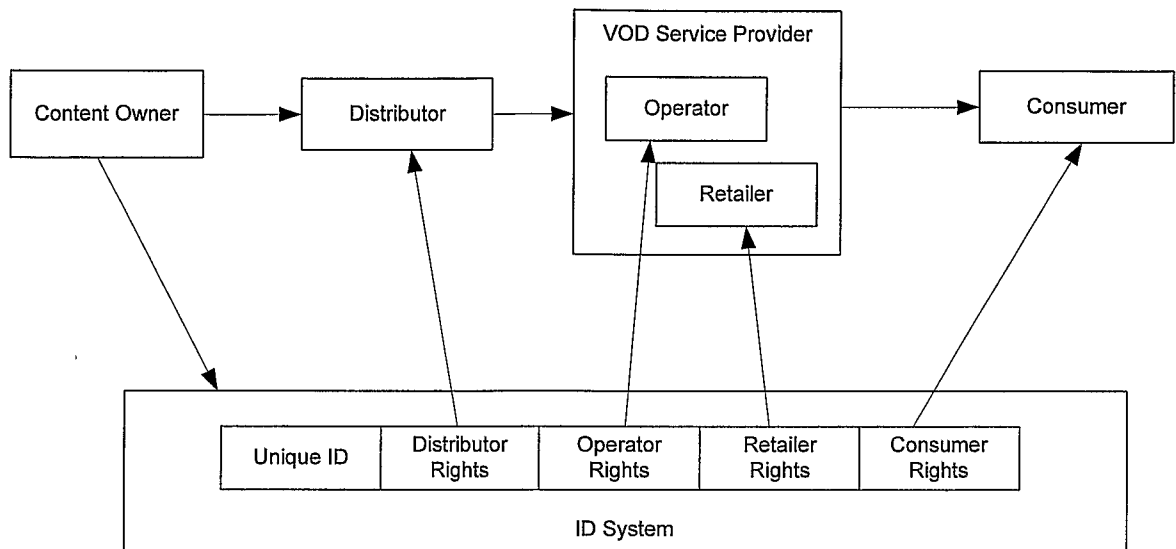 VOD Service Provider
Content Owner
Distributor
Operator
Retailer
Consumer
Unique ID
Distributor
Rights
Operator
Rights
Retailer
Rights
Consumer
Rights
ID System